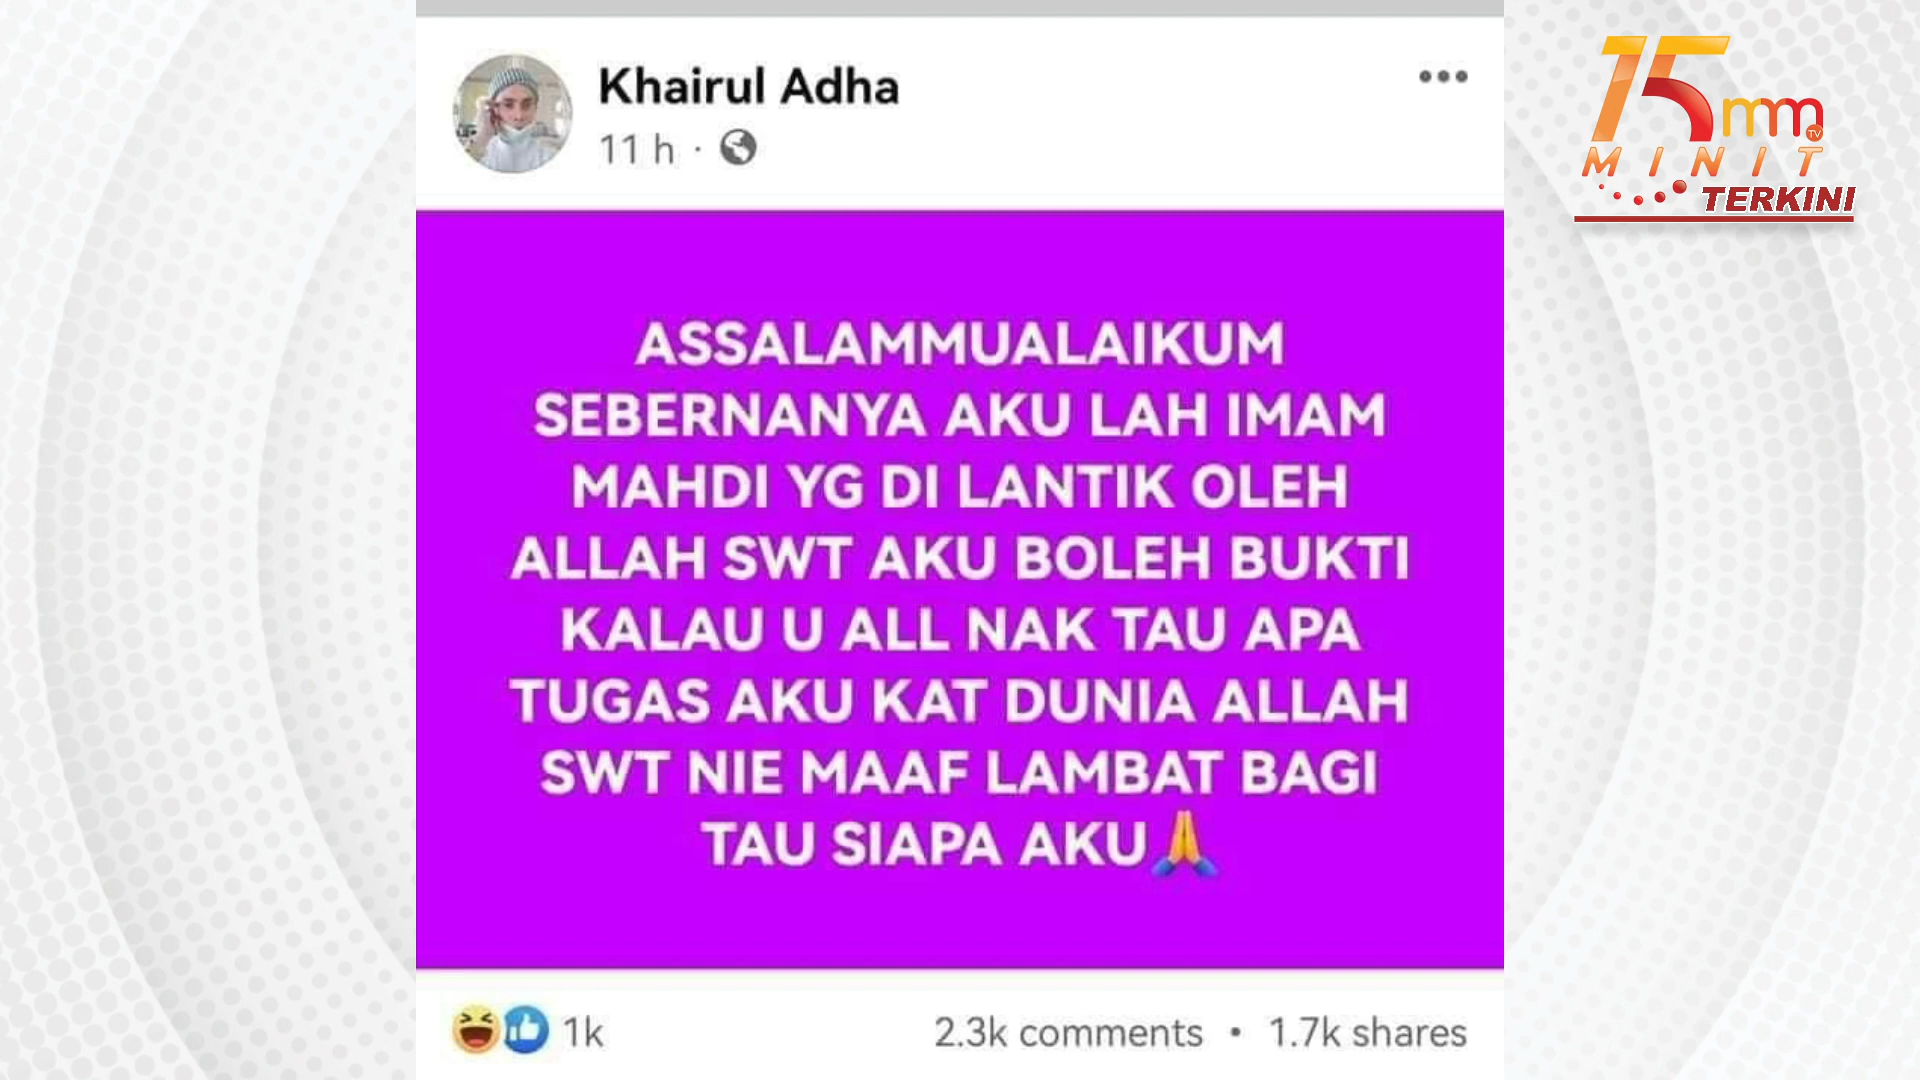 Khairul Adha
11 h ·
ASSALAMMUALAIKUM
SEBERNANYA AKU LAH IMAM
MAHDI YG DI LANTIK OLEH
ALLAH SWT AKU BOLEH BUKTI
KALAU U ALL NAK TAU APA
TUGAS AKU KAT DUNIA ALLAH
SWT NIE MAAF LAMBAT BAGI
TAU SIAPA AKU🙏
1k
2.3k comments • 1.7k shares
15 mm TV
MINIT
TERKINI